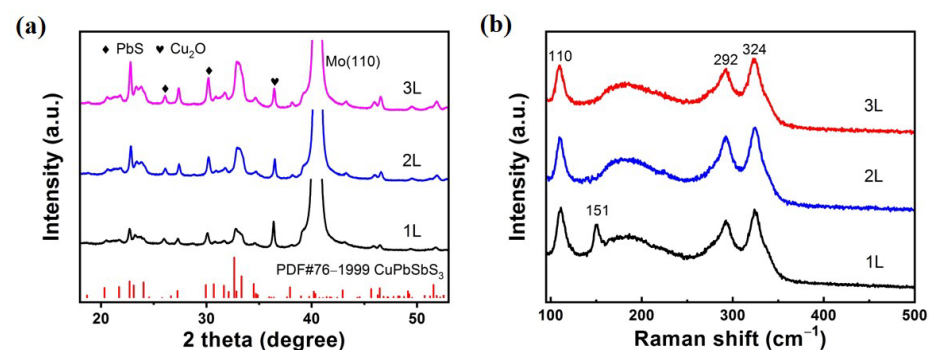 (a)
♦ PbS ♥ Cu₂O
Mo(110)
3L
2L
1L
PDF#76–1999 CuPbSbS₃
Intensity (a.u.)
20 30 40 50
2 theta (degree)
(b)
110
292
324
3L
2L
151
1L
Intensity (a.u.)
100 200 300 400 500
Raman shift (cm⁻¹)